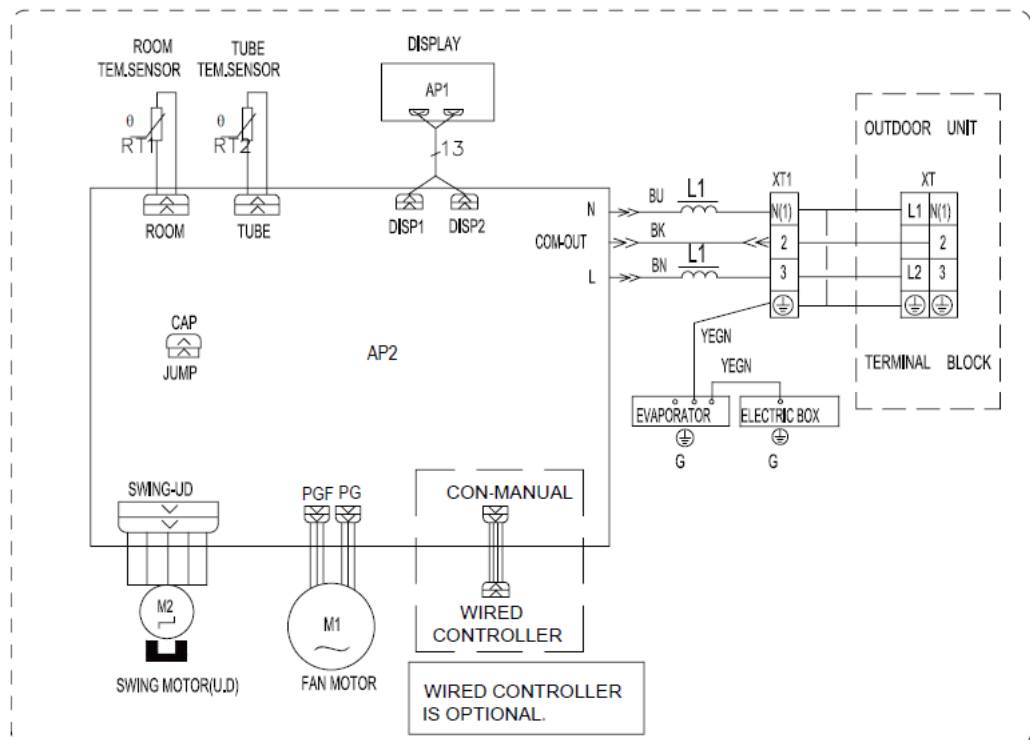 ROOM
TEM.SENSOR
TUBE
TEM.SENSOR
DISPLAY
AP1
θ
RT1
θ
RT2
13
OUTDOOR UNIT
XT1
XT
ROOM
TUBE
DISP1
DISP2
N
BU
L1
N(1)
L1
N(1)
COM-OUT
BK
2
2
L
BN
L1
3
L2
3
CAP
JUMP
AP2
YEGN
YEGN
TERMINAL BLOCK
EVAPORATOR
ELECTRIC BOX
G
G
SWING-UD
PGF
PG
CON-MANUAL
M2
M1
WIRED
CONTROLLER
SWING MOTOR(U.D)
FAN MOTOR
WIRED CONTROLLER
IS OPTIONAL.